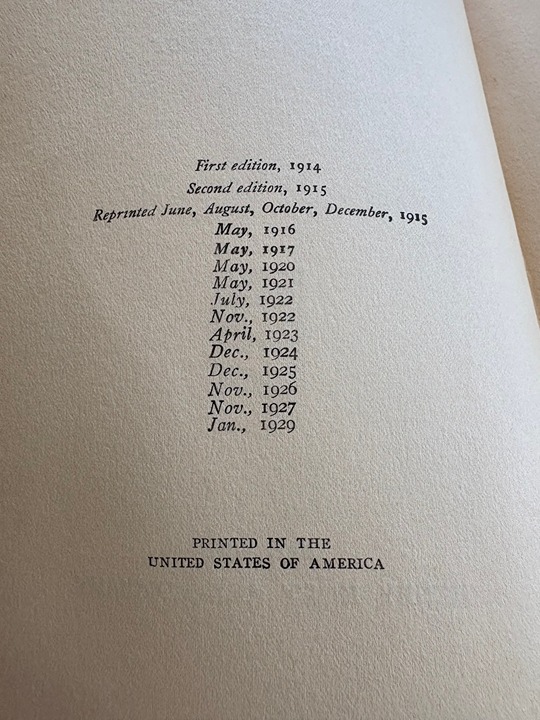 First edition, 1914
Second edition, 1915
Reprinted June, August, October, December, 1915
May, 1916
May, 1917
May, 1920
May, 1921
July, 1922
Nov., 1922
April, 1923
Dec., 1924
Dec., 1925
Nov., 1926
Nov., 1927
Jan., 1929
PRINTED IN THE
UNITED STATES OF AMERICA